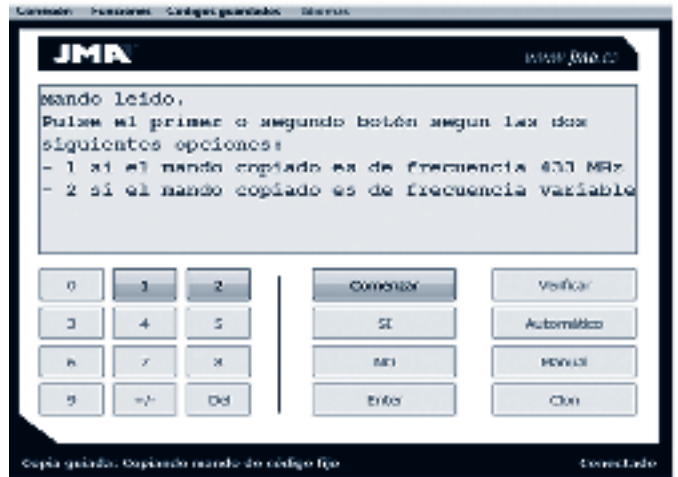 Conexión Funciones Códigos guardados Idiomas
JMA
www.jma.es
Mando leído.
Pulse el primer o segundo botón segun las dos
siguientes opciones:
- 1 si el mando copiado es de frecuencia 433 MHz
- 2 si el mando copiado es de frecuencia variable
0 1 2 Comenzar Verificar
3 4 5 SI Automático
6 7 8 NO Manual
9 +/- Del Enter Clon
Copia guiada: Copiando mando de código fijo
Conectado